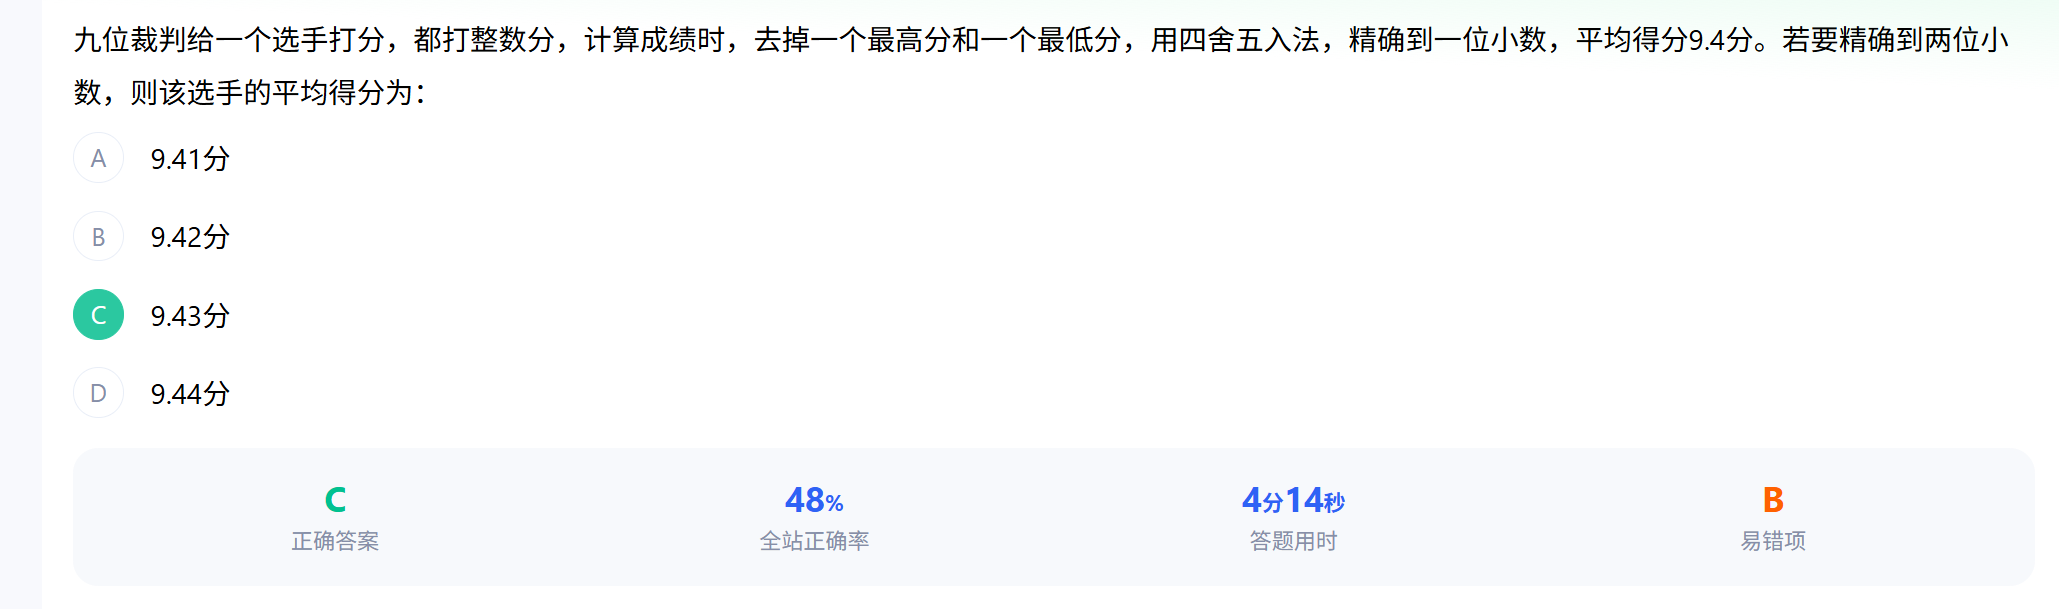 九位裁判给一个选手打分，都打整数分，计算成绩时，去掉一个最高分和一个最低分，用四舍五入法，精确到一位小数，平均得分9.4分。若要精确到两位小
数，则该选手的平均得分为：
A 9.41分
B 9.42分
C 9.43分
D 9.44分
C 48% 4分14秒 B
正确答案 全站正确率 答题用时 易错项